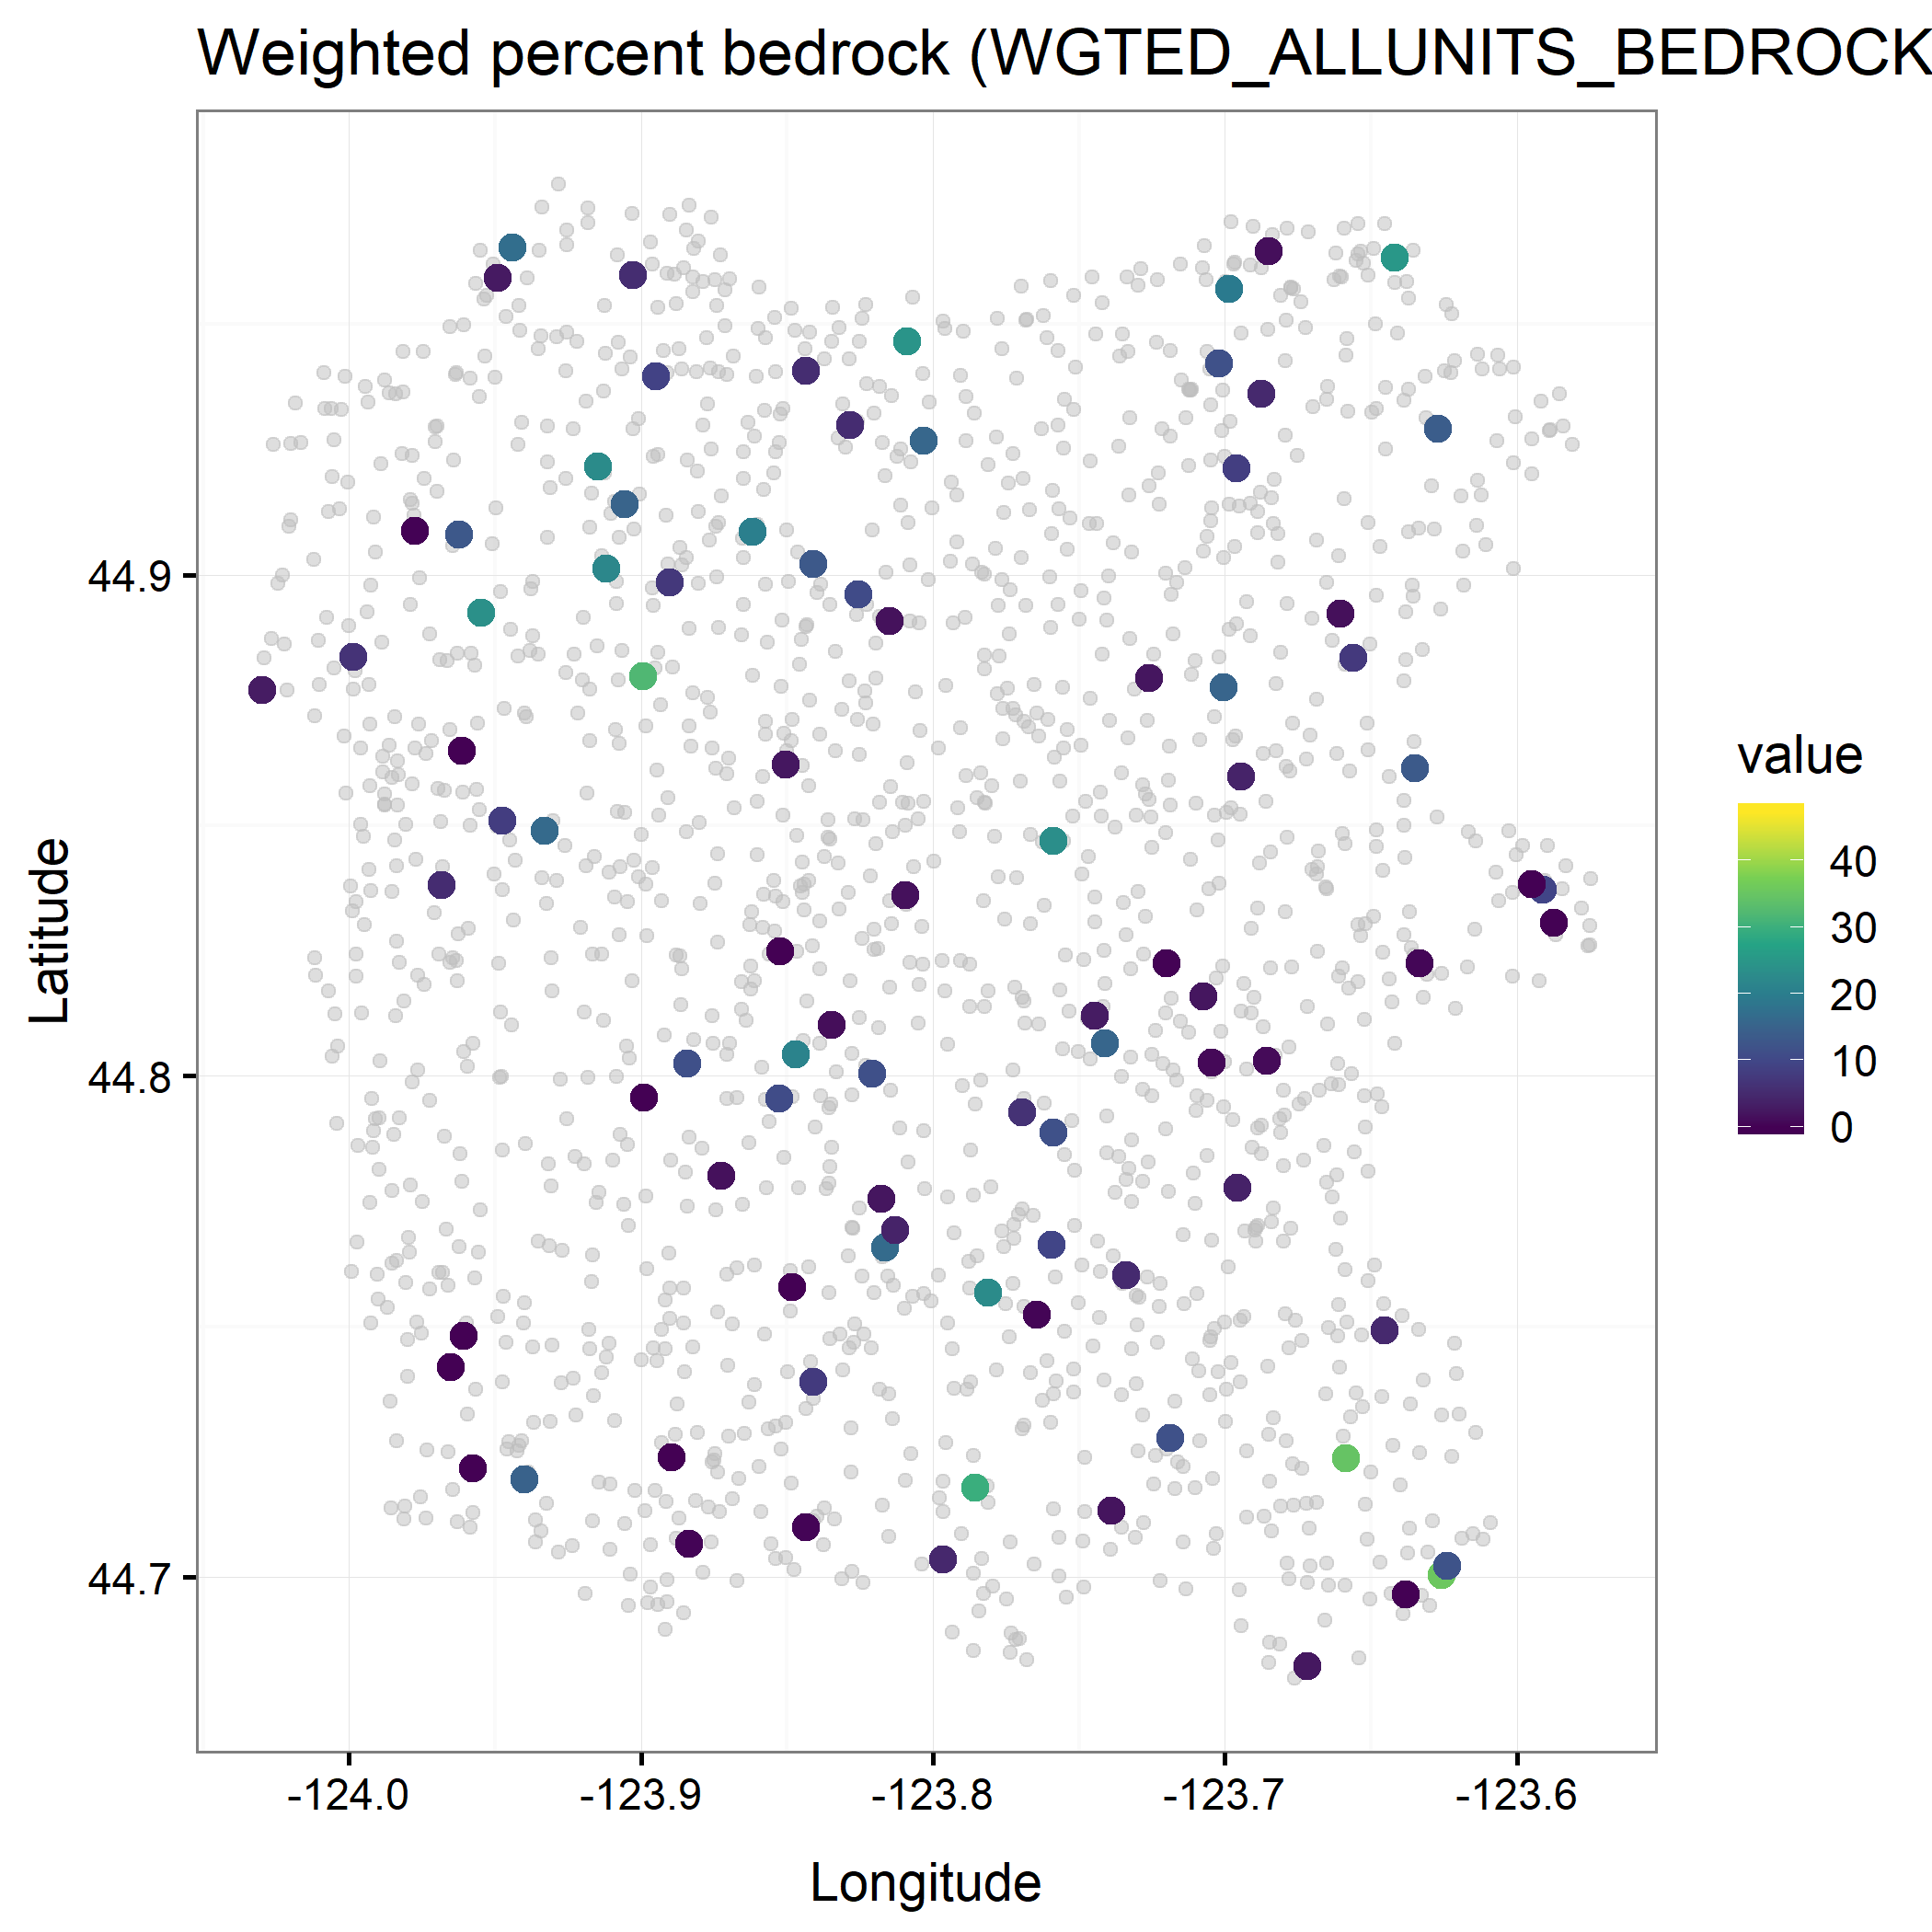 Weighted percent bedrock (WGTED_ALLUNITS_BEDROCK
Latitude
44.9
44.8
44.7
-124.0 -123.9 -123.8 -123.7 -123.6
Longitude
value
40
30
20
10
0